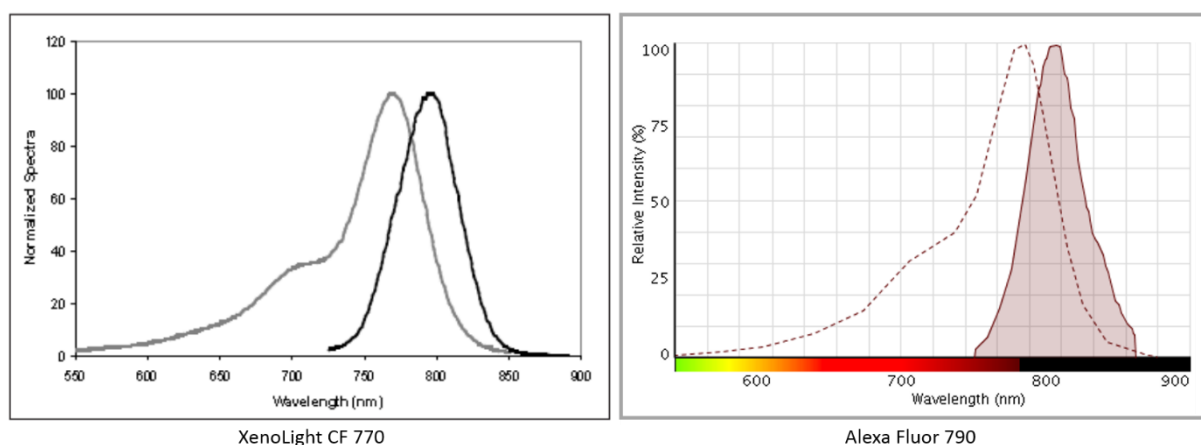 120
100
80
60
40
20
0
Normalized Spectra
550 600 650 700 750 800 850 900
Wavelength (nm)
XenoLight CF 770
100
75
50
25
0
Relative Intensity (%)
600 700 800 900
Wavelength (nm)
Alexa Fluor 790